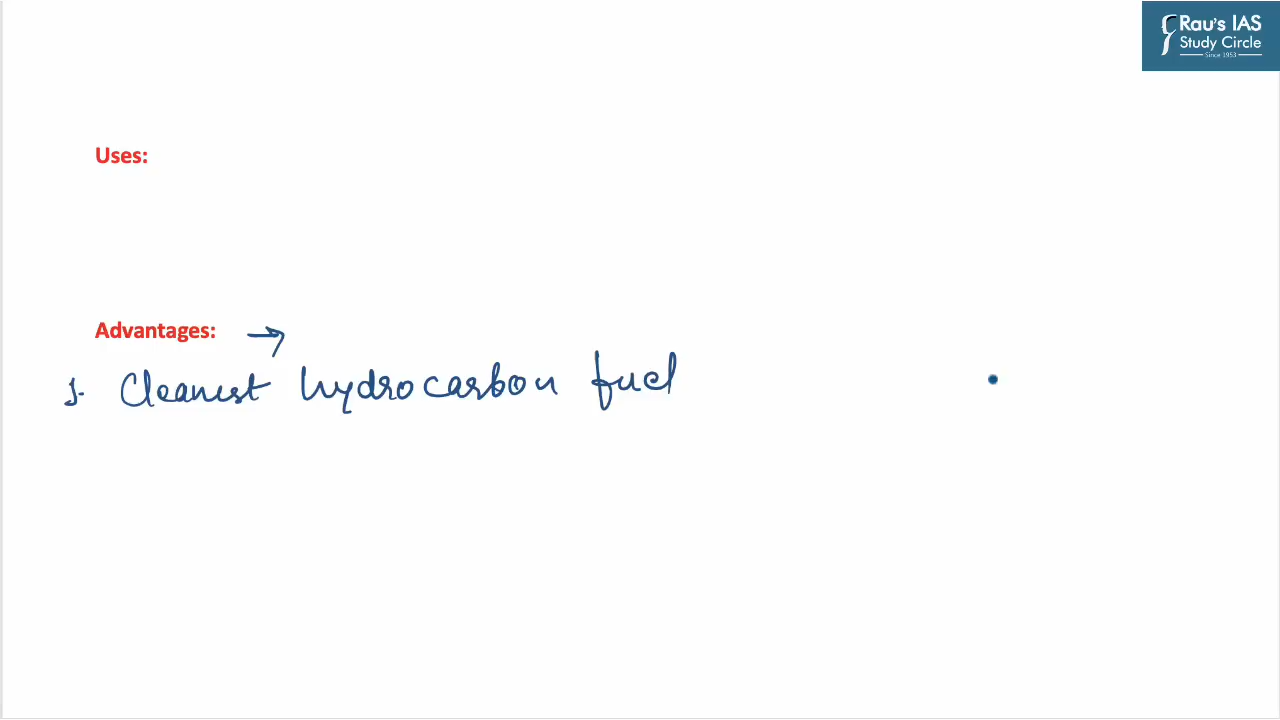 Rau's IAS
Study Circle
Since 1953
Uses:
Advantages: →
1. Cleanest hydrocarbon fuel